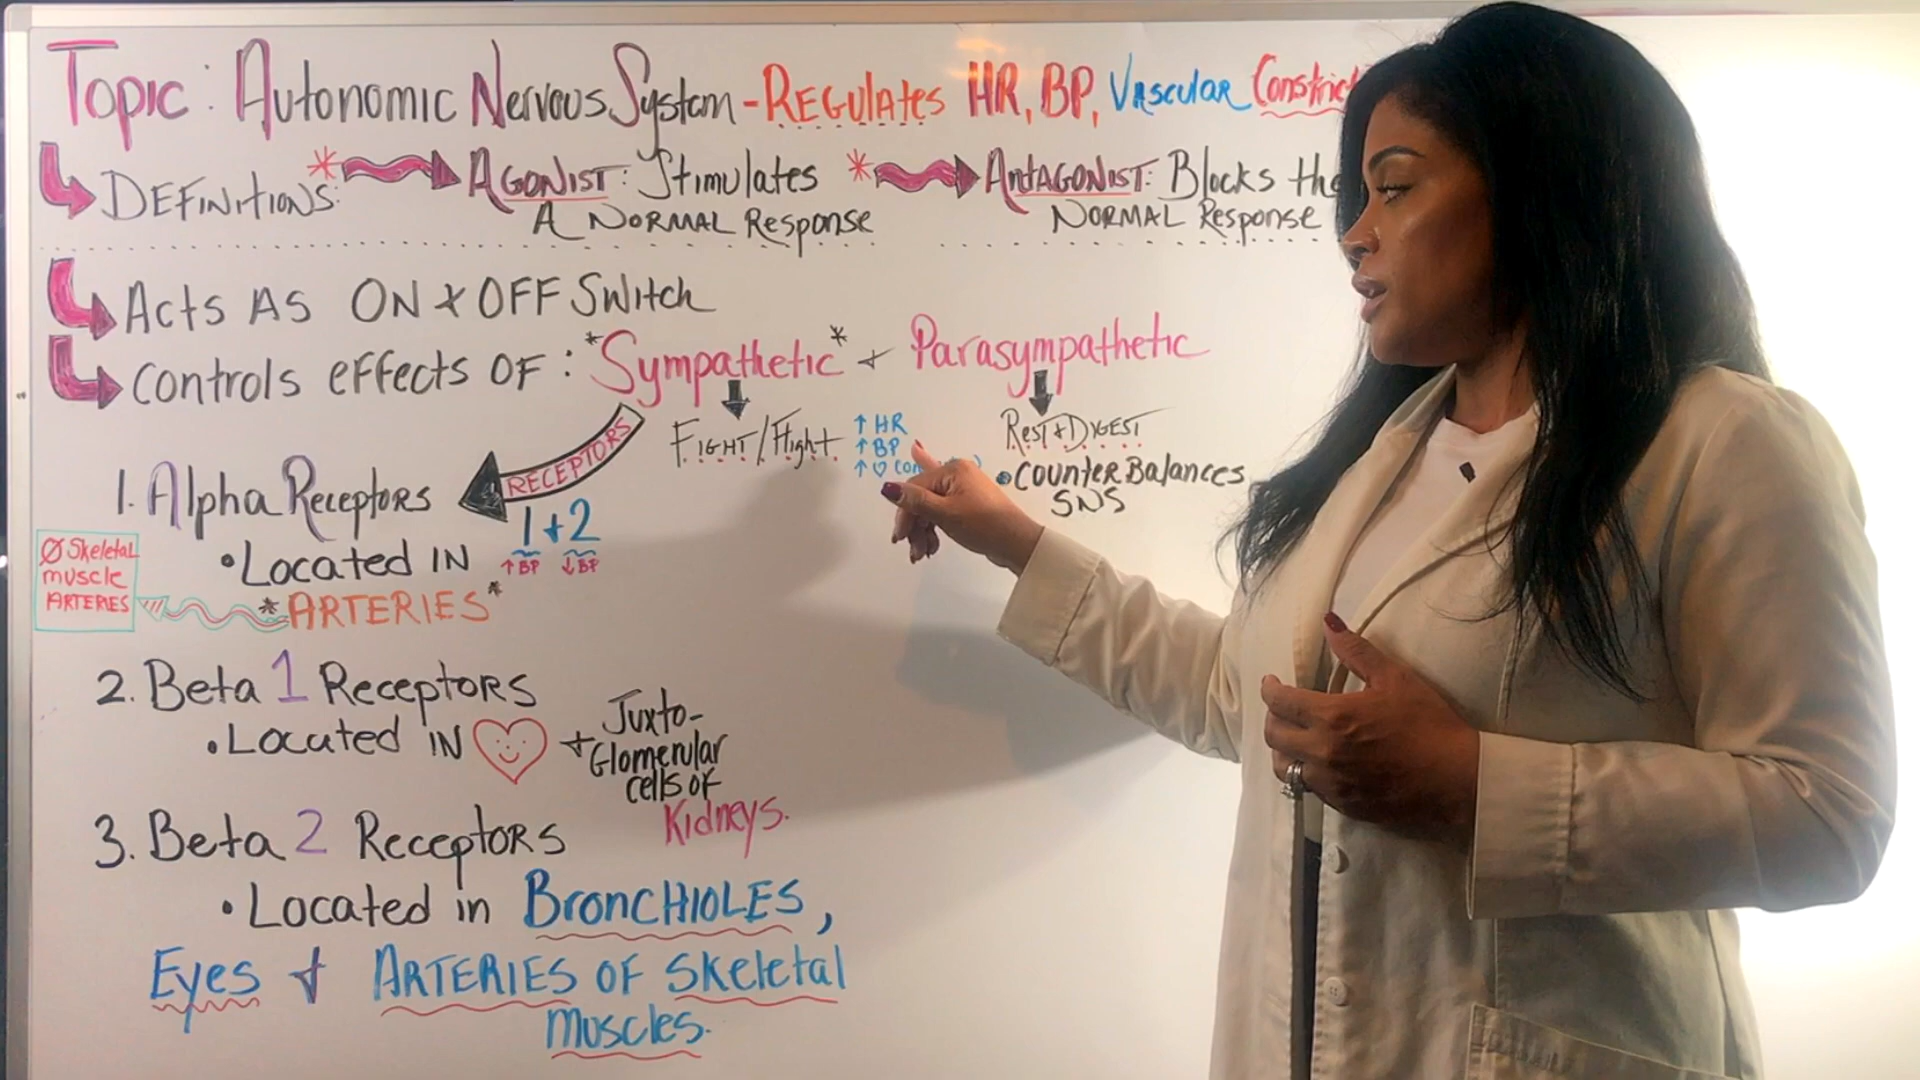 Topic: Autonomic Nervous System - REGULAtes HR, BP, Vascular Constrict
DEFINITIONS: * AGONIST: Stimulates A NORMAL Response
* AntAGONIST: Blocks the NORMAL Response
Acts AS ON & OFF Switch
Controls effects OF: *Sympathetic* + Parasympathetic
FIGHT/Flight
↑ HR
↑ BP
↑ ♡
Rest + Digest
• Counter Balances
SNS
RECEPTORS
1. Alpha Receptors
1 + 2
↑ BP ↓ BP
• Located IN
*ARTERIES*
Ø Skeletal
muscle
ARTERIES
2. Beta 1 Receptors
• Located IN ♡ + Juxto-
Glomerular
cells of
Kidneys.
3. Beta 2 Receptors
• Located in BronCHIOLES,
Eyes & ARTERIES OF Skeletal
Muscles.